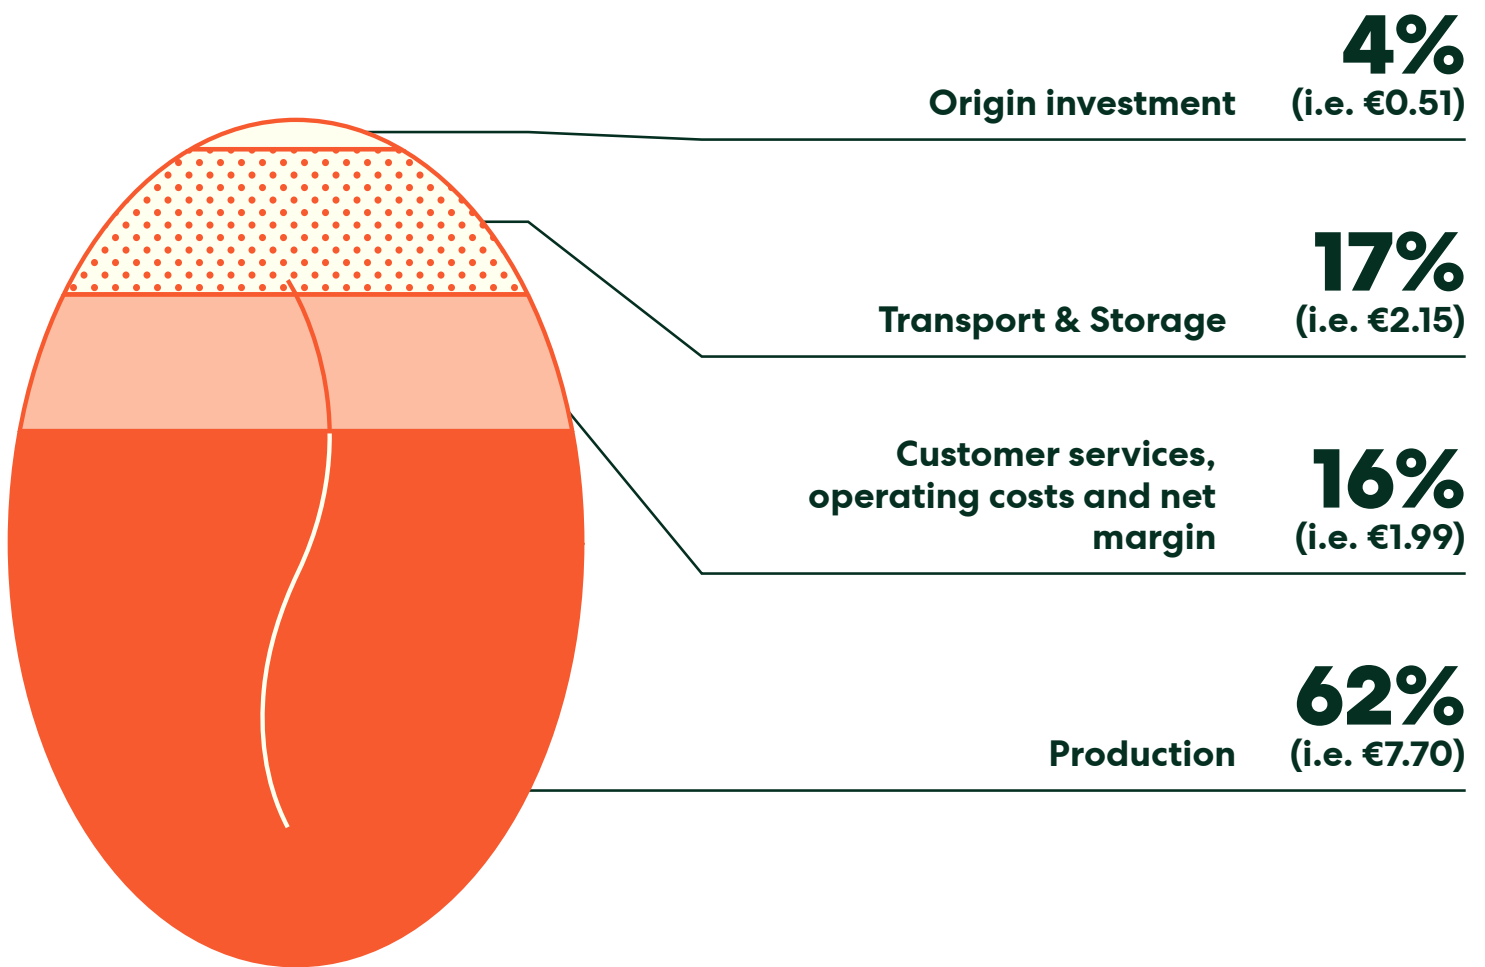 4%
Origin investment (i.e. €0.51)
17%
Transport & Storage (i.e. €2.15)
Customer services,
operating costs and net
margin
16%
(i.e. €1.99)
62%
Production (i.e. €7.70)